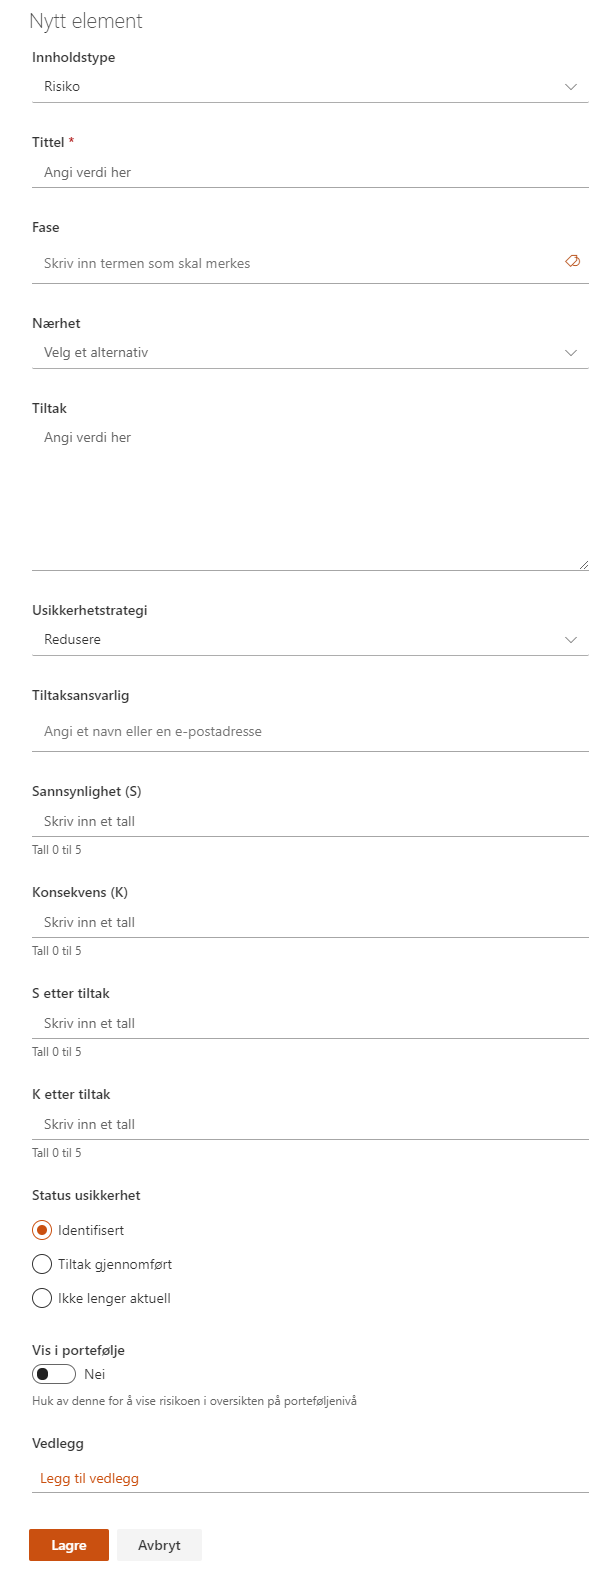 Nytt element
Innholdstype
Risiko
Tittel *
Angi verdi her
Fase
Skriv inn termen som skal merkes
Nærhet
Velg et alternativ
Tiltak
Angi verdi her
Usikkerhetstrategi
Redusere
Tiltaksansvarlig
Angi et navn eller en e-postadresse
Sannsynlighet (S)
Skriv inn et tall
Tall 0 til 5
Konsekvens (K)
Skriv inn et tall
Tall 0 til 5
S etter tiltak
Skriv inn et tall
Tall 0 til 5
K etter tiltak
Skriv inn et tall
Tall 0 til 5
Status usikkerhet
Identifisert
Tiltak gjennomført
Ikke lenger aktuell
Vis i portefølje
Nei
Huk av denne for å vise risikoen i oversikten på porteføljenivå
Vedlegg
Legg til vedlegg
Lagre Avbryt